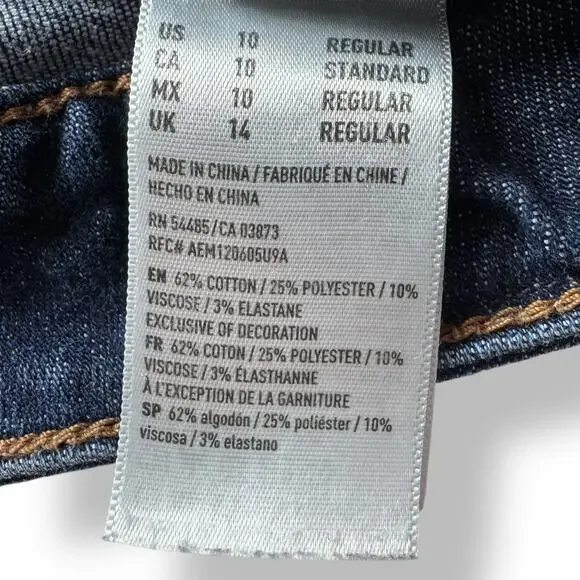 US 10 REGULAR
CA 10 STANDARD
MX 10 REGULAR
UK 14 REGULAR
MADE IN CHINA / FABRIQUÉ EN CHINE /
HECHO EN CHINA
RN 54485/CA 03873
RFC# AEM120605U9A
EN 62% COTTON / 25% POLYESTER / 10%
VISCOSE / 3% ELASTANE
EXCLUSIVE OF DECORATION
FR 62% COTON / 25% POLYESTER / 10%
VISCOSE / 3% ÉLASTHANNE
À L'EXCEPTION DE LA GARNITURE
SP 62% algodón / 25% poliéster / 10%
viscosa / 3% elastano